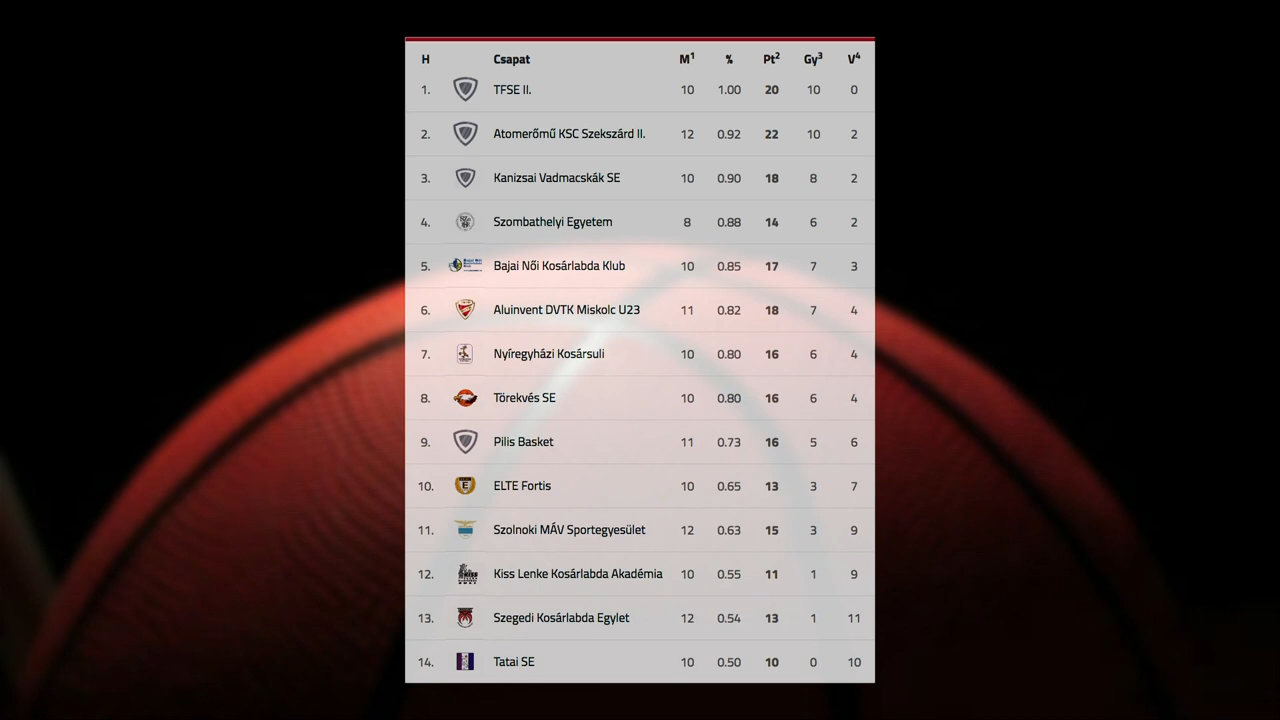 H Csapat M¹ % Pt² Gy³ V⁴
1. TFSE II. 10 1.00 20 10 0
2. Atomerőmű KSC Szekszárd II. 12 0.92 22 10 2
3. Kanizsai Vadmacskák SE 10 0.90 18 8 2
4. Szombathelyi Egyetem 8 0.88 14 6 2
5. Bajai Női Kosárlabda Klub 10 0.85 17 7 3
6. Aluinvent DVTK Miskolc U23 11 0.82 18 7 4
7. Nyíregyházi Kosársuli 10 0.80 16 6 4
8. Törekvés SE 10 0.80 16 6 4
9. Pilis Basket 11 0.73 16 5 6
10. ELTE Fortis 10 0.65 13 3 7
11. Szolnoki MÁV Sportegyesület 12 0.63 15 3 9
12. Kiss Lenke Kosárlabda Akadémia 10 0.55 11 1 9
13. Szegedi Kosárlabda Egylet 12 0.54 13 1 11
14. Tatai SE 10 0.50 10 0 10